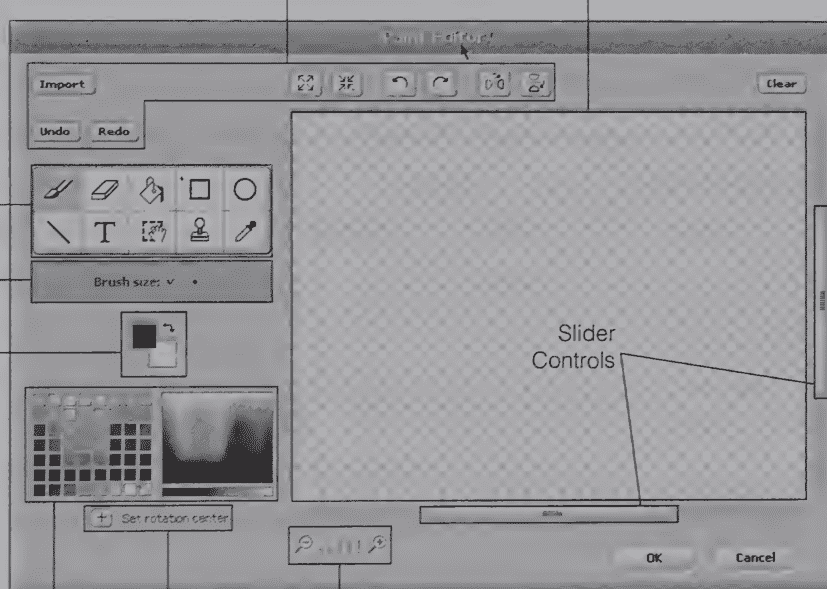 Paint Editor
Import
Clear
Undo Redo
T
Brush size:
Slider
Controls
Set rotation center
OK Cancel